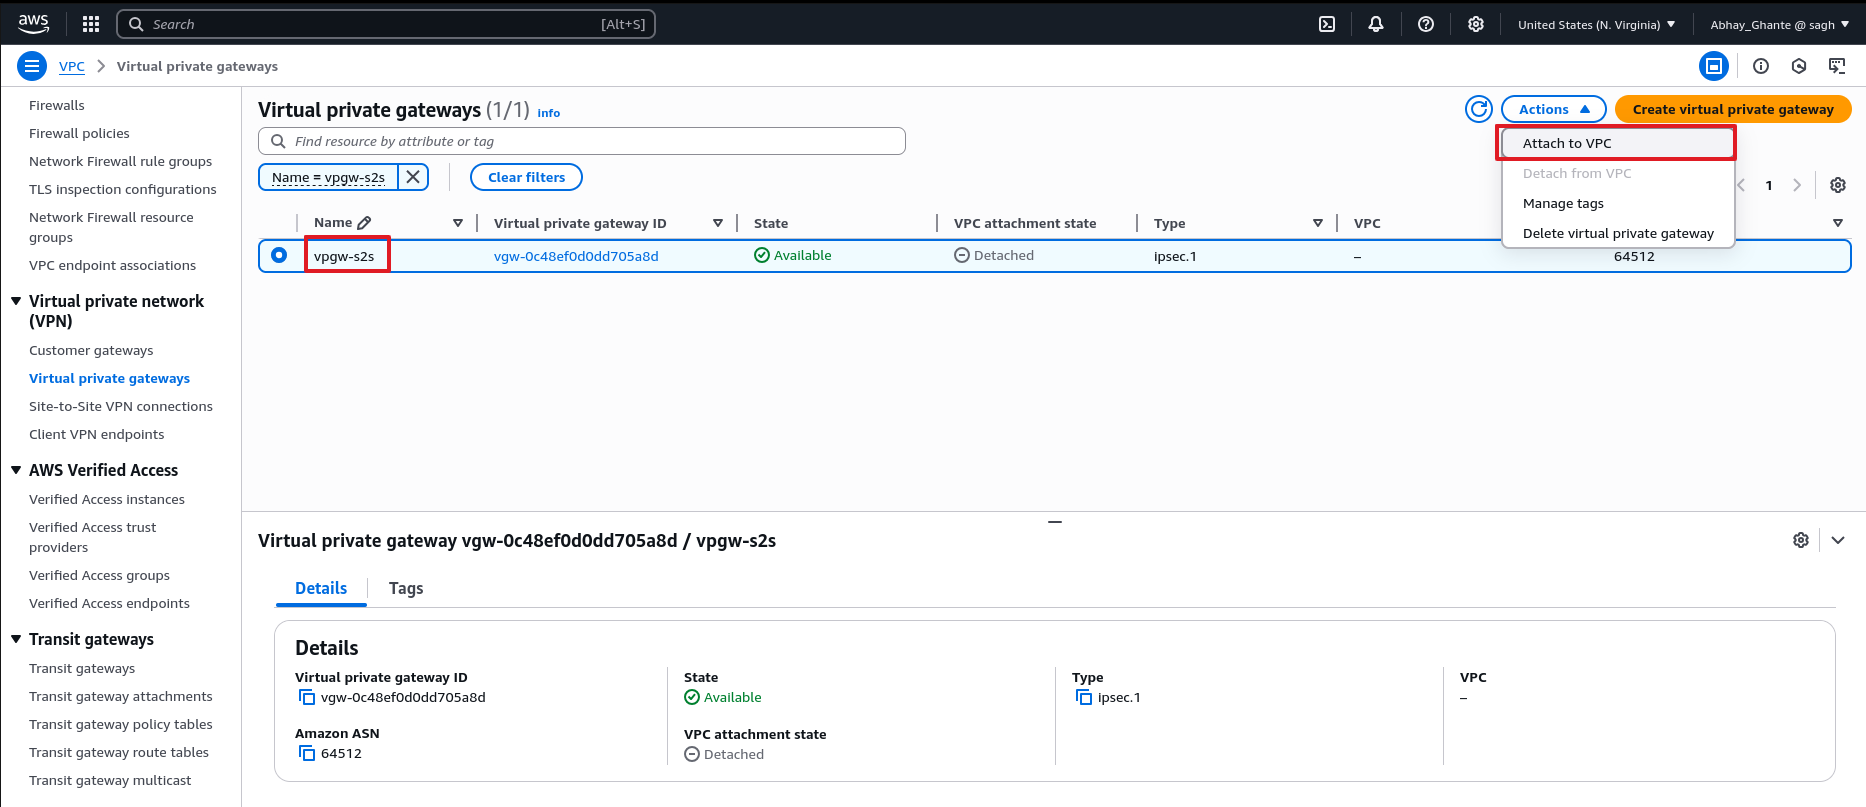 aws
Search [Alt+S]
United States (N. Virginia)
Abhay_Ghante @ sagh
VPC
Virtual private gateways
Firewalls
Firewall policies
Network Firewall rule groups
TLS inspection configurations
Network Firewall resource
groups
VPC endpoint associations
Virtual private network
(VPN)
Customer gateways
Virtual private gateways
Site-to-Site VPN connections
Client VPN endpoints
AWS Verified Access
Verified Access instances
Verified Access trust
providers
Verified Access groups
Verified Access endpoints
Transit gateways
Transit gateways
Transit gateway attachments
Transit gateway policy tables
Transit gateway route tables
Transit gateway multicast
Virtual private gateways (1/1) Info
Actions
Create virtual private gateway
Find resource by attribute or tag
Attach to VPC
Detach from VPC
Manage tags
Delete virtual private gateway
Name = vpgw-s2s
Clear filters
1
Name Virtual private gateway ID State VPC attachment state Type VPC
vpgw-s2s vgw-0c48ef0d0dd705a8d Available Detached ipsec.1 – 64512
Virtual private gateway vgw-0c48ef0d0dd705a8d / vpgw-s2s
Details Tags
Details
Virtual private gateway ID
vgw-0c48ef0d0dd705a8d
State
Available
Type
ipsec.1
VPC
–
Amazon ASN
64512
VPC attachment state
Detached